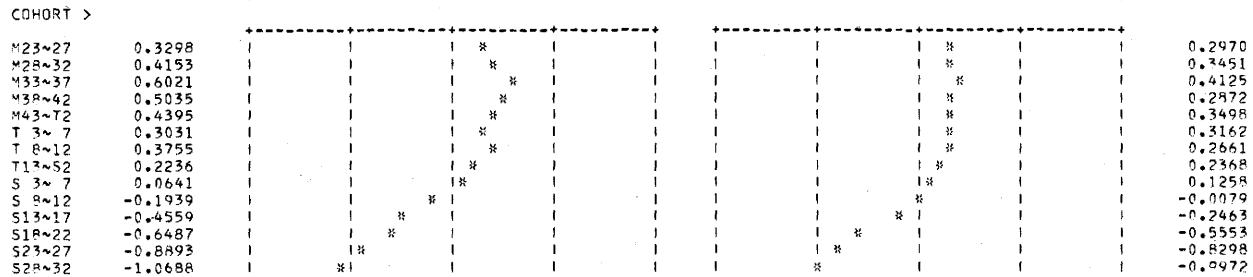 COHORT >
M23~27 0.3298 0.2970
M28~32 0.4153 0.3451
M33~37 0.6021 0.4125
M38~42 0.5035 0.2872
M43~T2 0.4395 0.3498
T 3~ 7 0.3031 0.3162
T 8~12 0.3755 0.2661
T13~S2 0.2236 0.2368
S 3~ 7 0.0641 0.1258
S 8~12 -0.1939 -0.0079
S13~17 -0.4559 -0.2463
S18~22 -0.6487 -0.5553
S23~27 -0.8893 -0.8298
S28~32 -1.0688 -0.9972